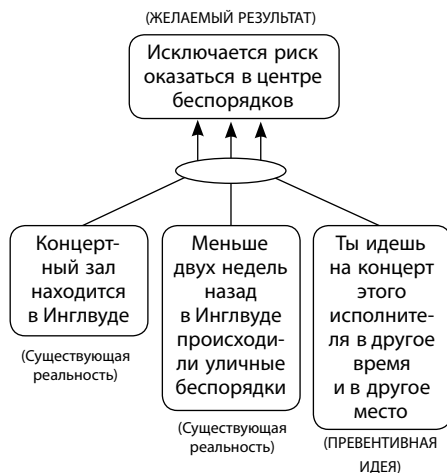 (ЖЕЛАЕМЫЙ РЕЗУЛЬТАТ)
Исключается риск
оказаться в центре
беспорядков
Концерт-
ный зал
находится
в Инглвуде
(Существующая
реальность)
Меньше
двух недель
назад
в Инглвуде
происходи-
ли уличные
беспорядки
(Существующая
реальность)
Ты идешь
на концерт
этого
исполните-
ля в другое
время
и в другое
место
(ПРЕВЕНТИВНАЯ
ИДЕЯ)